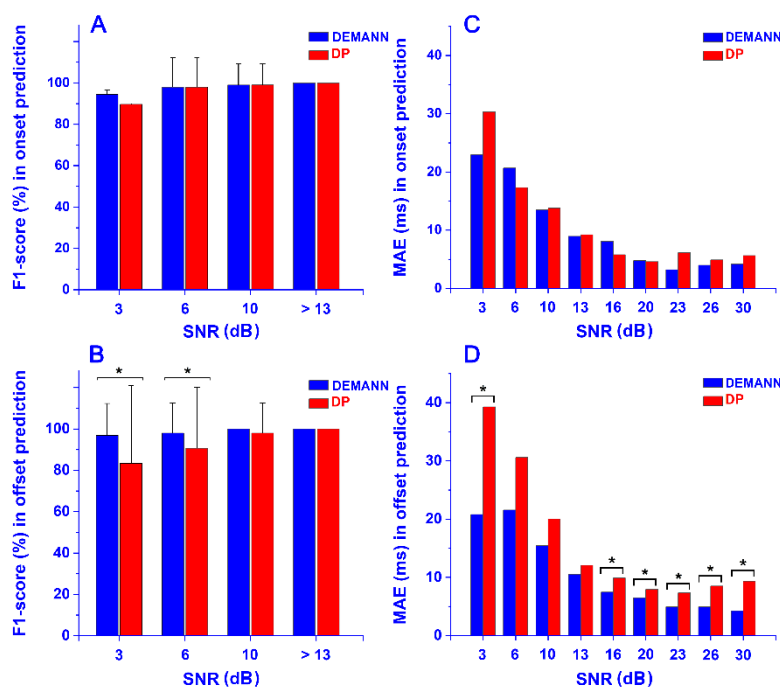 A
DEMANN
DP
F1-score (%) in onset prediction
100
80
60
40
20
0
3 6 10 > 13
SNR (dB)
C
DEMANN
DP
MAE (ms) in onset prediction
40
30
20
10
0
3 6 10 13 16 20 23 26 30
SNR (dB)
B
* *
DEMANN
DP
F1-score (%) in offset prediction
100
80
60
40
20
0
3 6 10 > 13
SNR (dB)
D
DEMANN
DP
MAE (ms) in offset prediction
40
30
20
10
0
* * * * * *
3 6 10 13 16 20 23 26 30
SNR (dB)